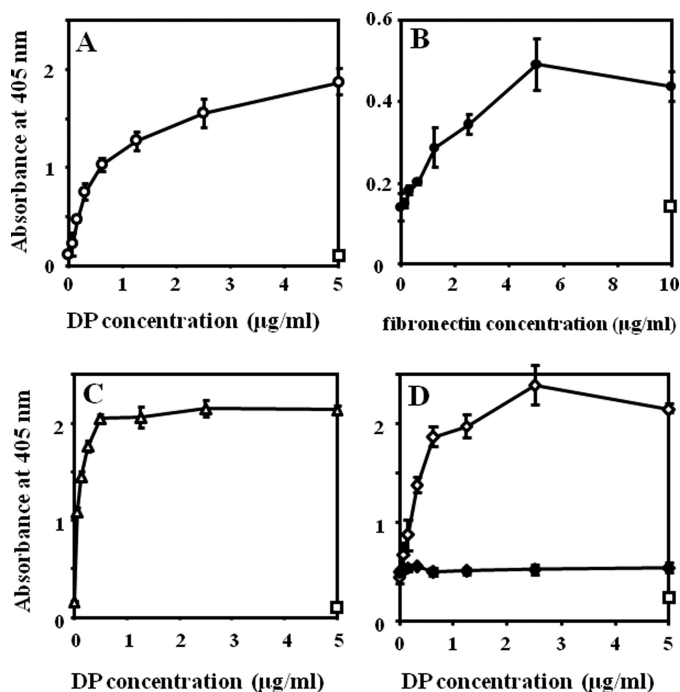 A
Absorbance at 405 nm
2
1
0
0 1 2 3 4 5
DP concentration (µg/ml)
B
0.6
0.4
0.2
0
0 2 4 6 8 10
fibronectin concentration (µg/ml)
C
Absorbance at 405 nm
2
1
0
0 1 2 3 4 5
DP concentration (µg/ml)
D
2
1
0
0 1 2 3 4 5
DP concentration (µg/ml)